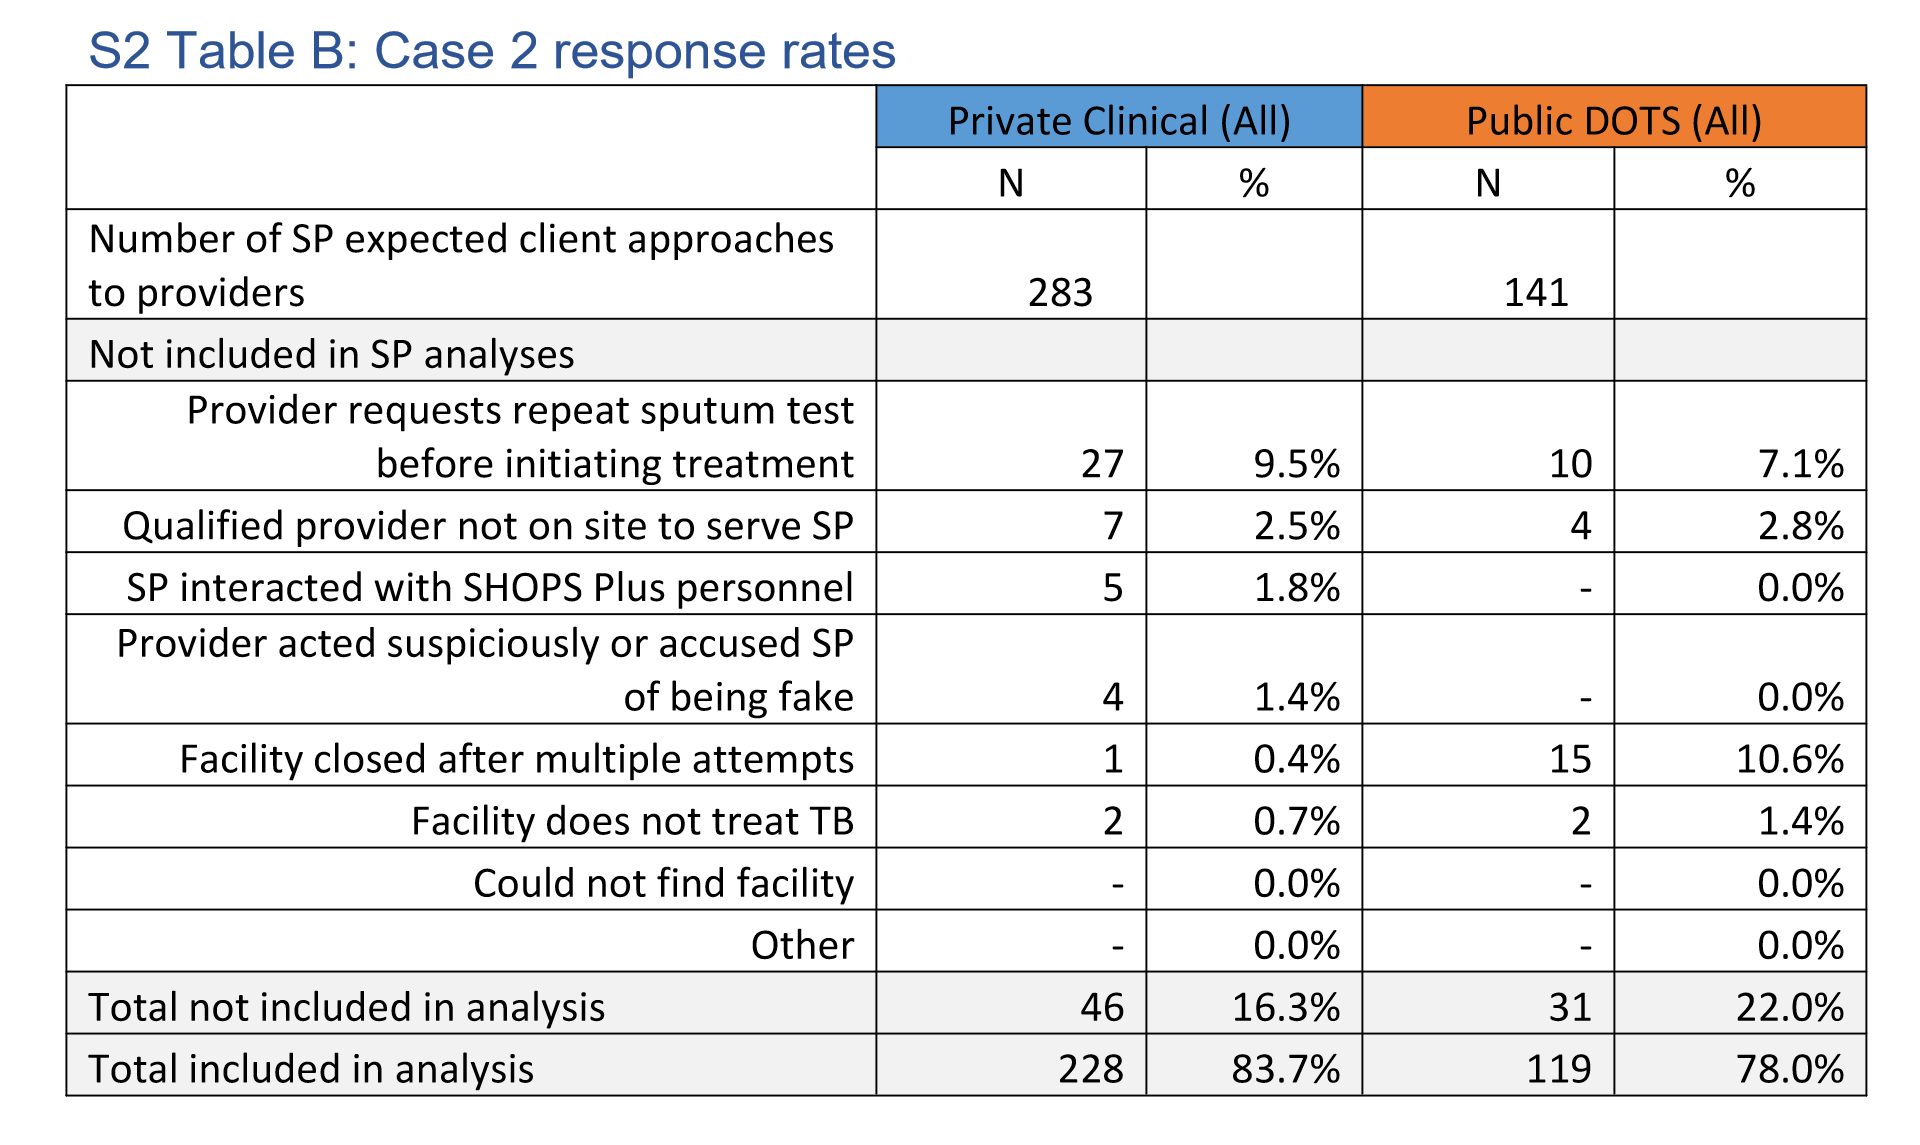 S2 Table B: Case 2 response rates
Private Clinical (All) Public DOTS (All)
N % N %
Number of SP expected client approaches
to providers 283 141
Not included in SP analyses
Provider requests repeat sputum test
before initiating treatment 27 9.5% 10 7.1%
Qualified provider not on site to serve SP 7 2.5% 4 2.8%
SP interacted with SHOPS Plus personnel 5 1.8% - 0.0%
Provider acted suspiciously or accused SP
of being fake 4 1.4% - 0.0%
Facility closed after multiple attempts 1 0.4% 15 10.6%
Facility does not treat TB 2 0.7% 2 1.4%
Could not find facility - 0.0% - 0.0%
Other - 0.0% - 0.0%
Total not included in analysis 46 16.3% 31 22.0%
Total included in analysis 228 83.7% 119 78.0%